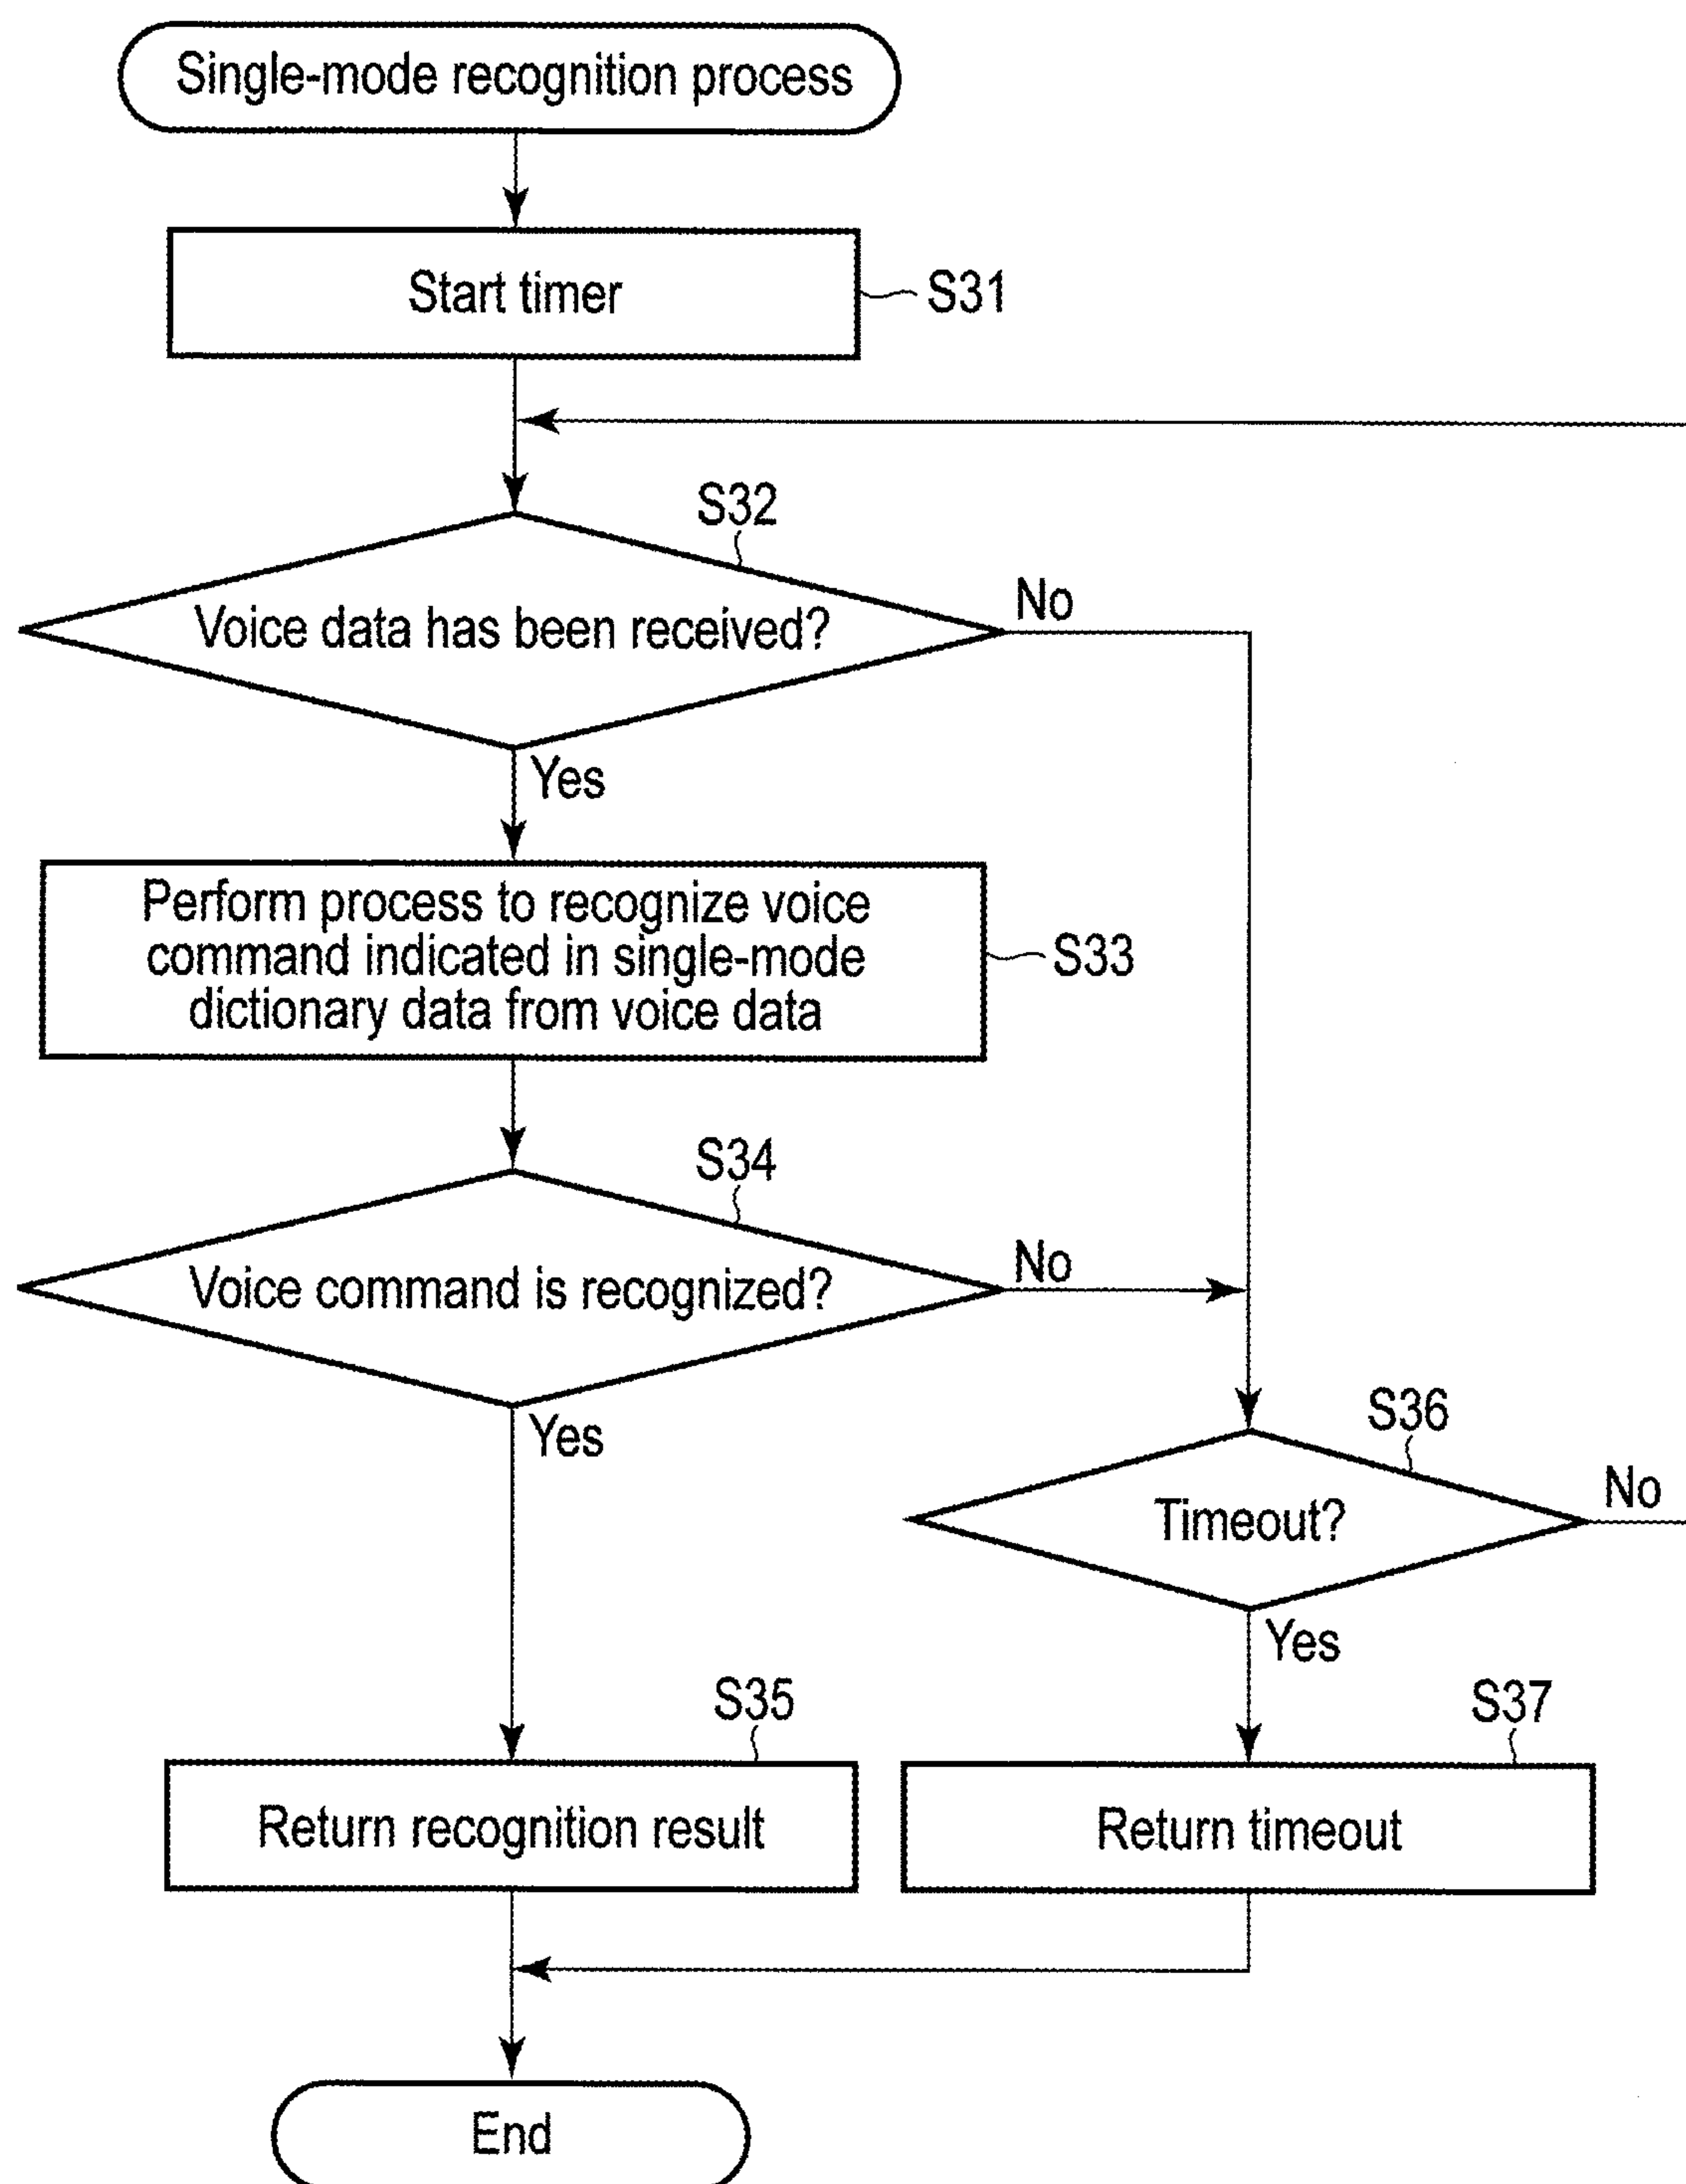 Single-mode recognition process
Start timer
S31
S32
Voice data has been received?
No
Yes
Perform process to recognize voice
command indicated in single-mode
dictionary data from voice data
S33
S34
Voice command is recognized?
No
Yes
S36
Timeout?
No
Yes
S35
Return recognition result
S37
Return timeout
End